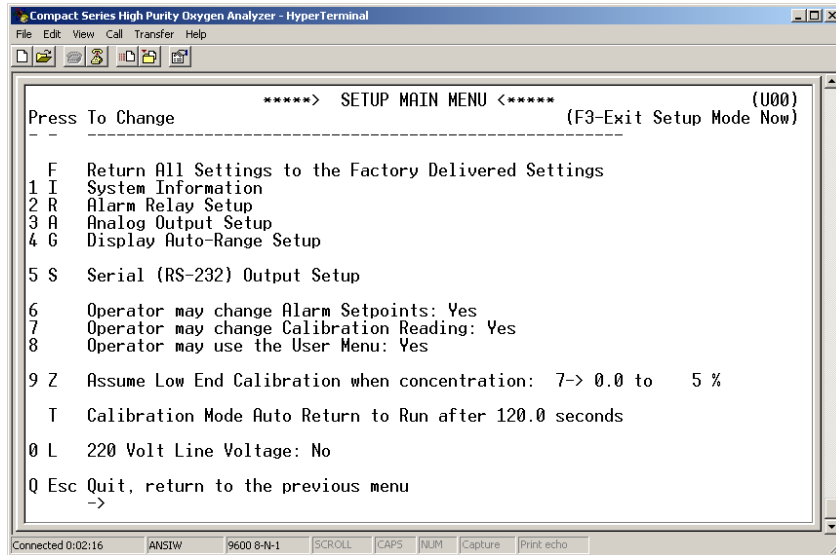 Compact Series High Purity Oxygen Analyzer - HyperTerminal
File Edit View Call Transfer Help
*****> SETUP MAIN MENU <***** (U00)
Press To Change (F3-Exit Setup Mode Now)
- - ------------------------------------------------------------
F Return All Settings to the Factory Delivered Settings
1 I System Information
2 R Alarm Relay Setup
3 A Analog Output Setup
4 G Display Auto-Range Setup
5 S Serial (RS-232) Output Setup
6 Operator may change Alarm Setpoints: Yes
7 Operator may change Calibration Reading: Yes
8 Operator may use the User Menu: Yes
9 Z Assume Low End Calibration when concentration: 7-> 0.0 to 5 %
T Calibration Mode Auto Return to Run after 120.0 seconds
0 L 220 Volt Line Voltage: No
Q Esc Quit, return to the previous menu
->
Connected 0:02:16 ANSIW 9600 8-N-1 SCROLL CAPS NUM Capture Print echo